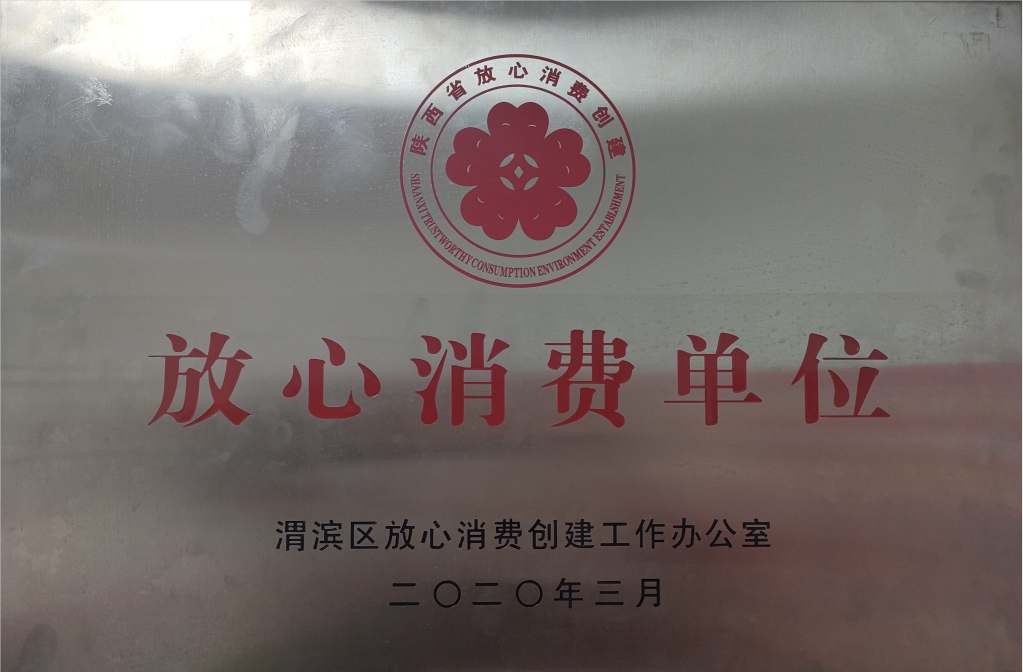 陕西省放心消费创建
SHAANXI TRUSTWORTHY CONSUMPTION ENVIRONMENT ESTABLISHMENT
放心消费单位
渭滨区放心消费创建工作办公室
二〇二〇年三月